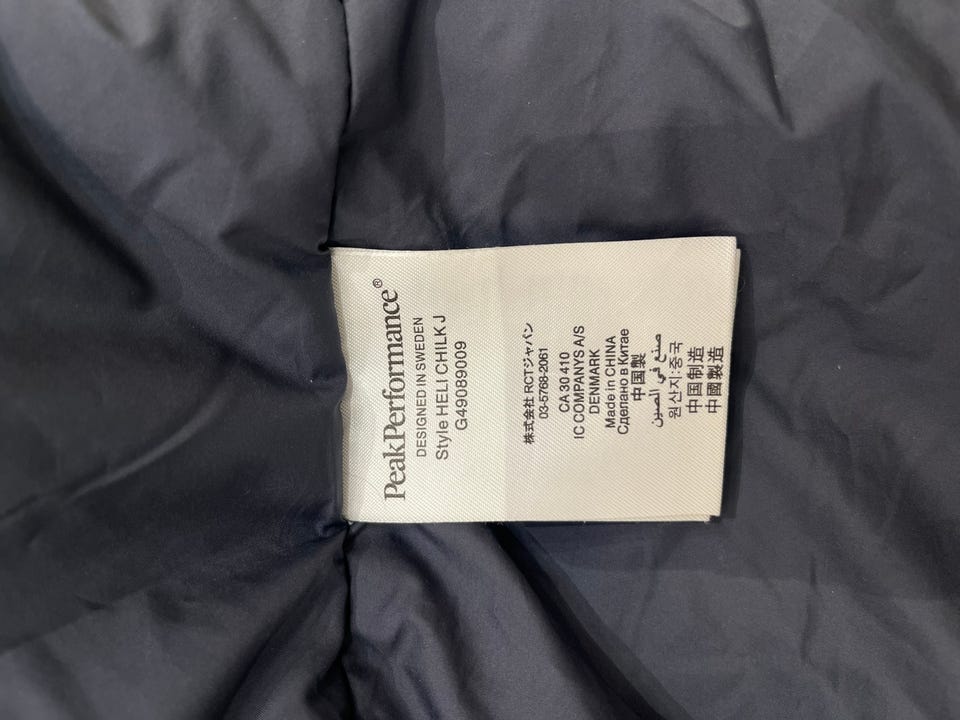 PeakPerformance®
DESIGNED IN SWEDEN
Style HELI CHILK J
G49089009
株式会社 RCTジャパン
03-5768-2061
CA 30 410
IC COMPANYS A/S
DENMARK
Made in CHINA
Сделано в Китае
中国製
صنع في الصين
원산지:중국
中国制造
中國製造